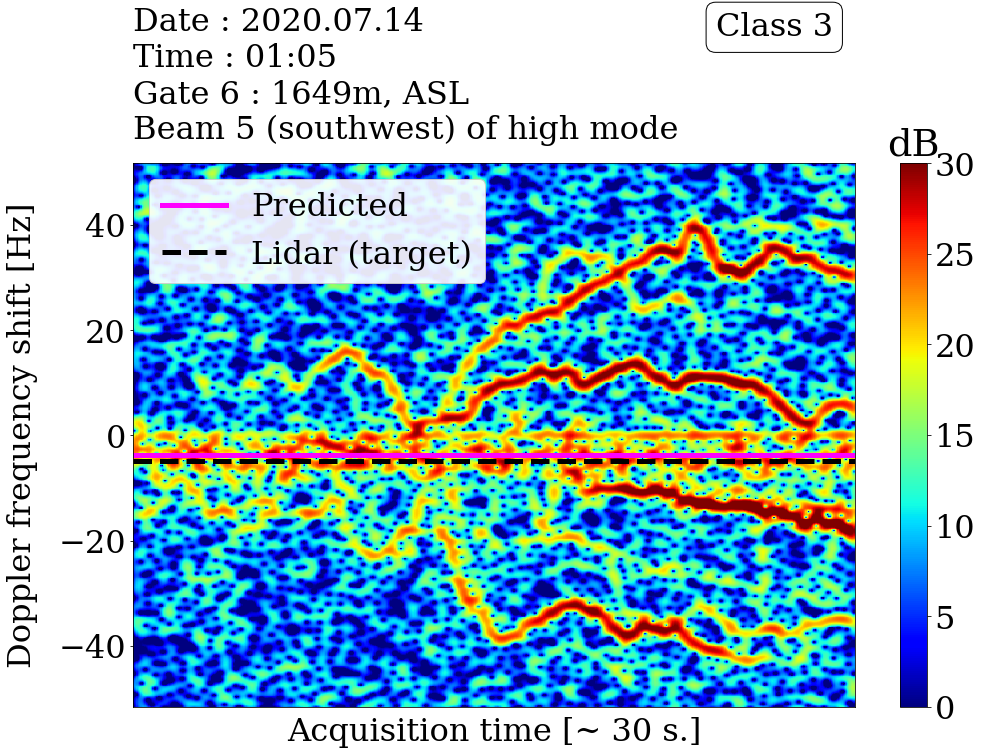 Date : 2020.07.14
Time : 01:05
Gate 6 : 1649m, ASL
Beam 5 (southwest) of high mode
Class 3
dB
Predicted
Lidar (target)
Doppler frequency shift [Hz]
40
20
0
−20
−40
Acquisition time [~ 30 s.]
30
25
20
15
10
5
0